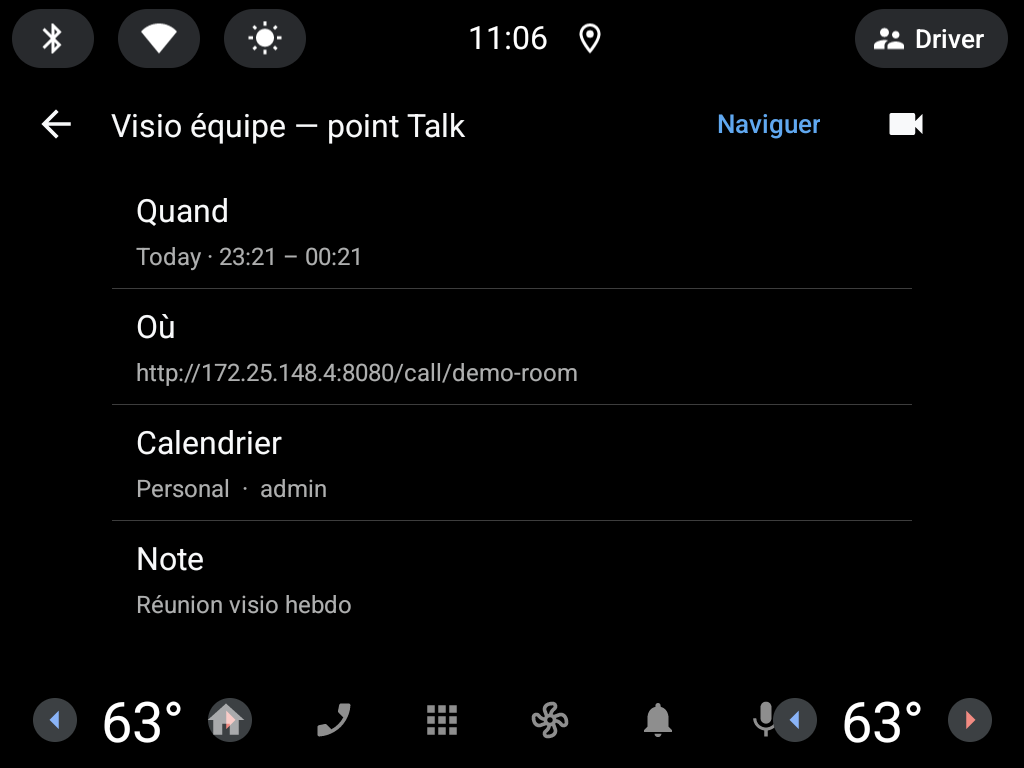 11:06
Driver
Visio équipe — point Talk
Naviguer
Quand
Today · 23:21 – 00:21
Où
http://172.25.148.4:8080/call/demo-room
Calendrier
Personal · admin
Note
Réunion visio hebdo
63°
63°